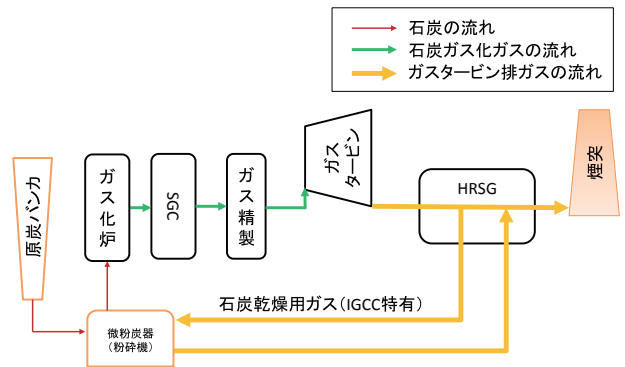 石炭の流れ
石炭ガス化ガスの流れ
ガスタービン排ガスの流れ
原炭バンカ
ガス化炉
SGC
ガス精製
ガス
タービン
HRSG
煙突
石炭乾燥用ガス（IGCC特有）
微粉炭器
（粉砕機）